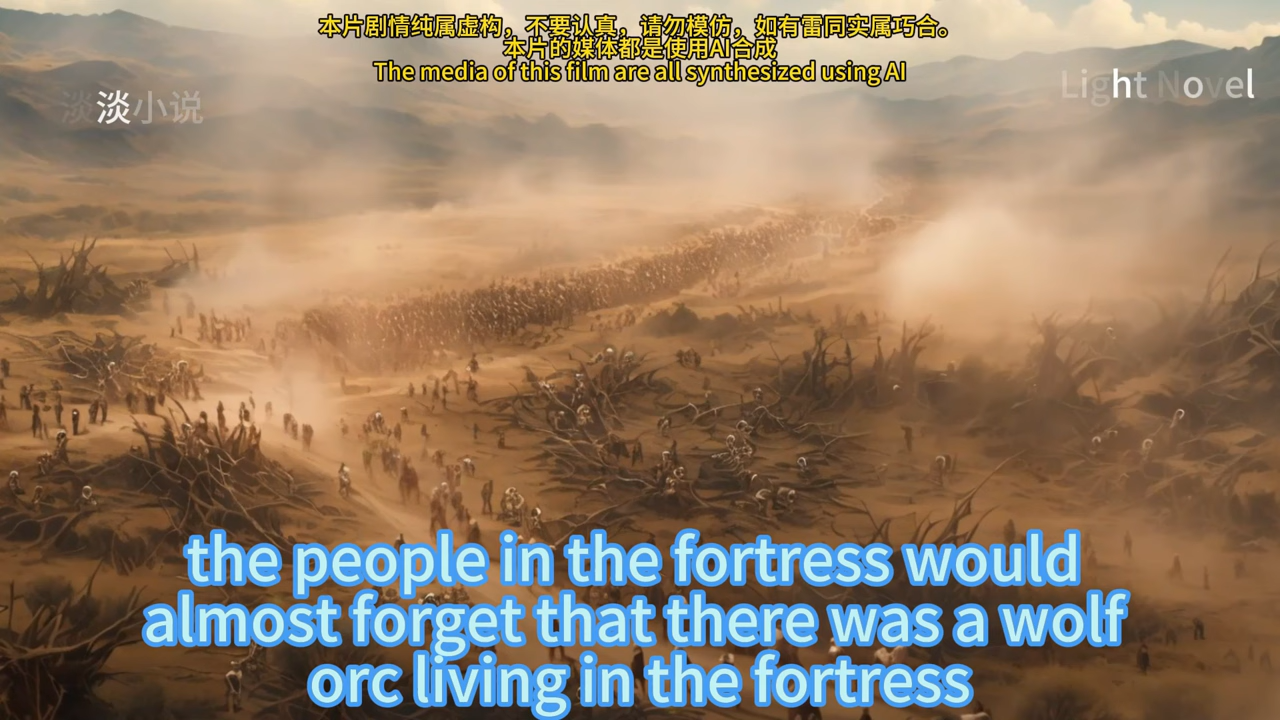 本片剧情纯属虚构，不要认真，请勿模仿，如有雷同实属巧合。
本片的媒体都是使用AI合成
The media of this film are all synthesized using AI
淡淡小说
Light Novel
the people in the fortress would
almost forget that there was a wolf
orc living in the fortress